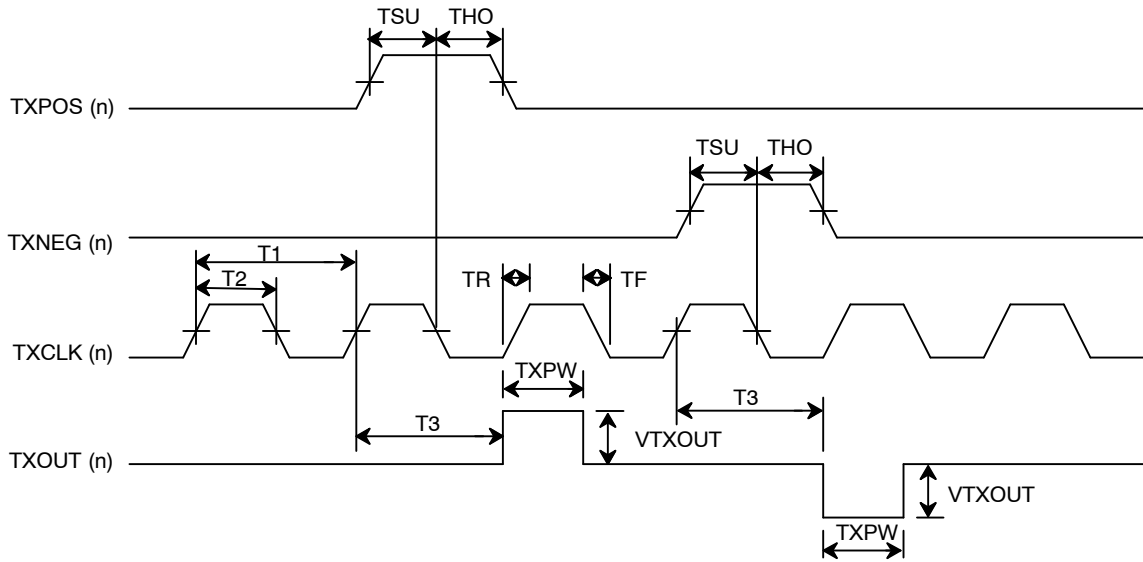 TSU THO
TXPOS (n)
TSU THO
TXNEG (n)
T1
T2 TR TF
TXCLK (n)
TXPW
T3 T3
VTXOUT
TXOUT (n)
VTXOUT
TXPW